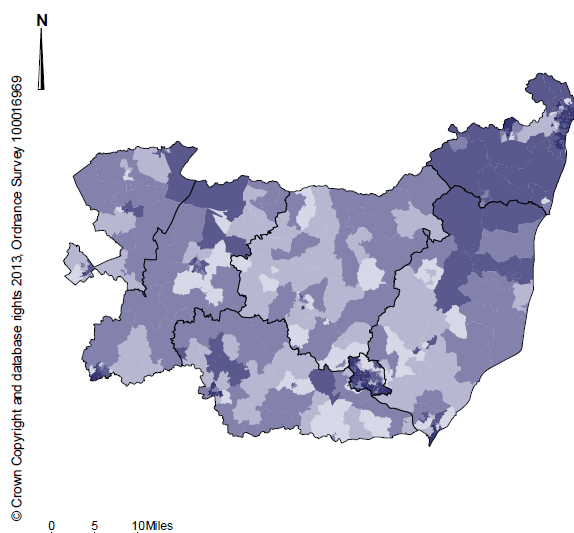 N
© Crown Copyright and database rights 2013, Ordnance Survey 100016969
0 5 10Miles